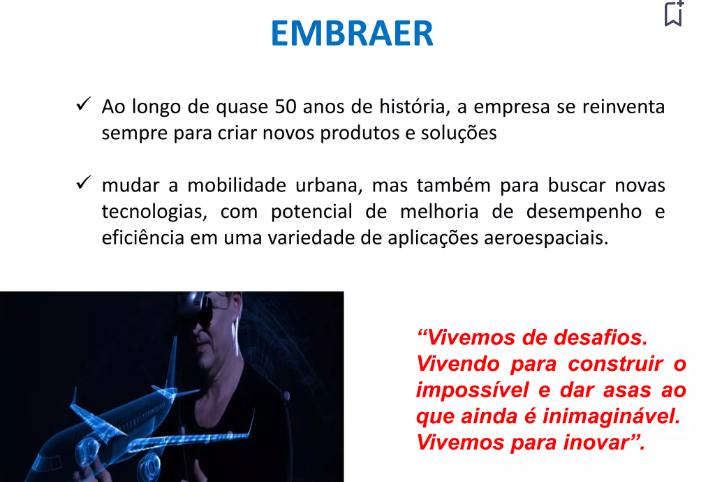 EMBRAER
✓ Ao longo de quase 50 anos de história, a empresa se reinventa
sempre para criar novos produtos e soluções
✓ mudar a mobilidade urbana, mas também para buscar novas
tecnologias, com potencial de melhoria de desempenho e
eficiência em uma variedade de aplicações aeroespaciais.
“Vivemos de desafios.
Vivendo para construir o
impossível e dar asas ao
que ainda é inimaginável.
Vivemos para inovar”.